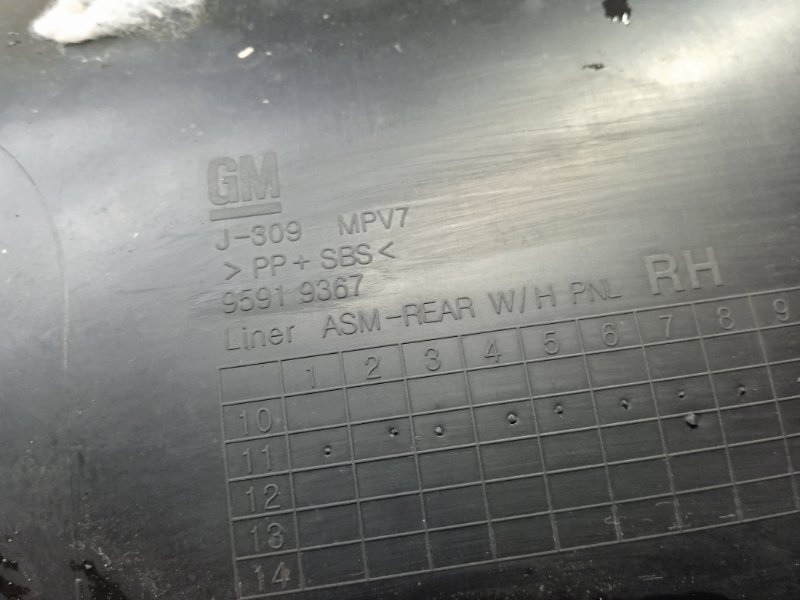 GM
J-309 MPV7
> PP + SBS <
9591 9367
Liner ASM-REAR W/H PNL RH
1 2 3 4 5 6 7 8 9
10
11
12
13
14